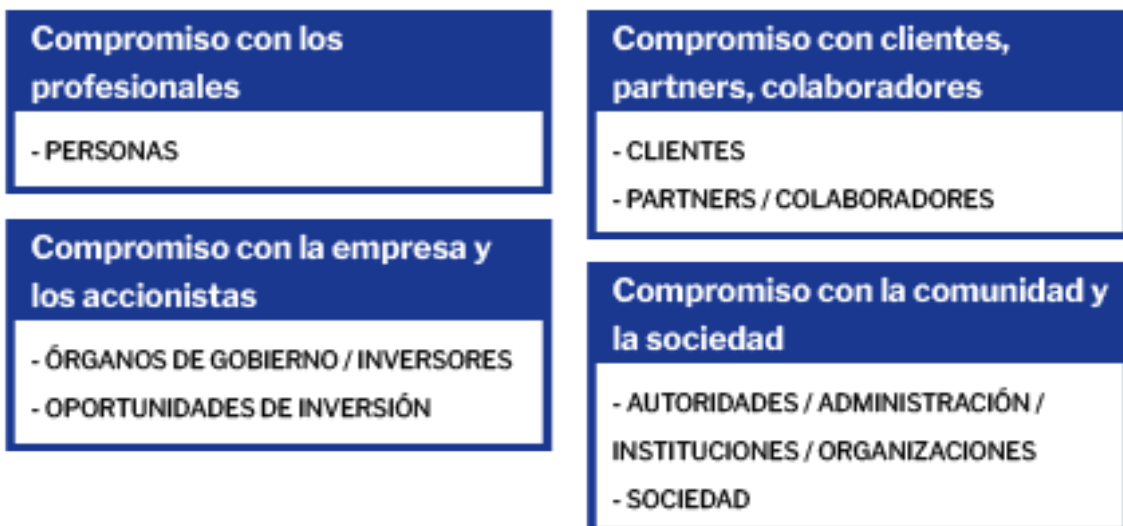 Compromiso con los
profesionales
- PERSONAS
Compromiso con la empresa y
los accionistas
- ÓRGANOS DE GOBIERNO / INVERSORES
- OPORTUNIDADES DE INVERSIÓN
Compromiso con clientes,
partners, colaboradores
- CLIENTES
- PARTNERS / COLABORADORES
Compromiso con la comunidad y
la sociedad
- AUTORIDADES / ADMINISTRACIÓN /
INSTITUCIONES / ORGANIZACIONES
- SOCIEDAD